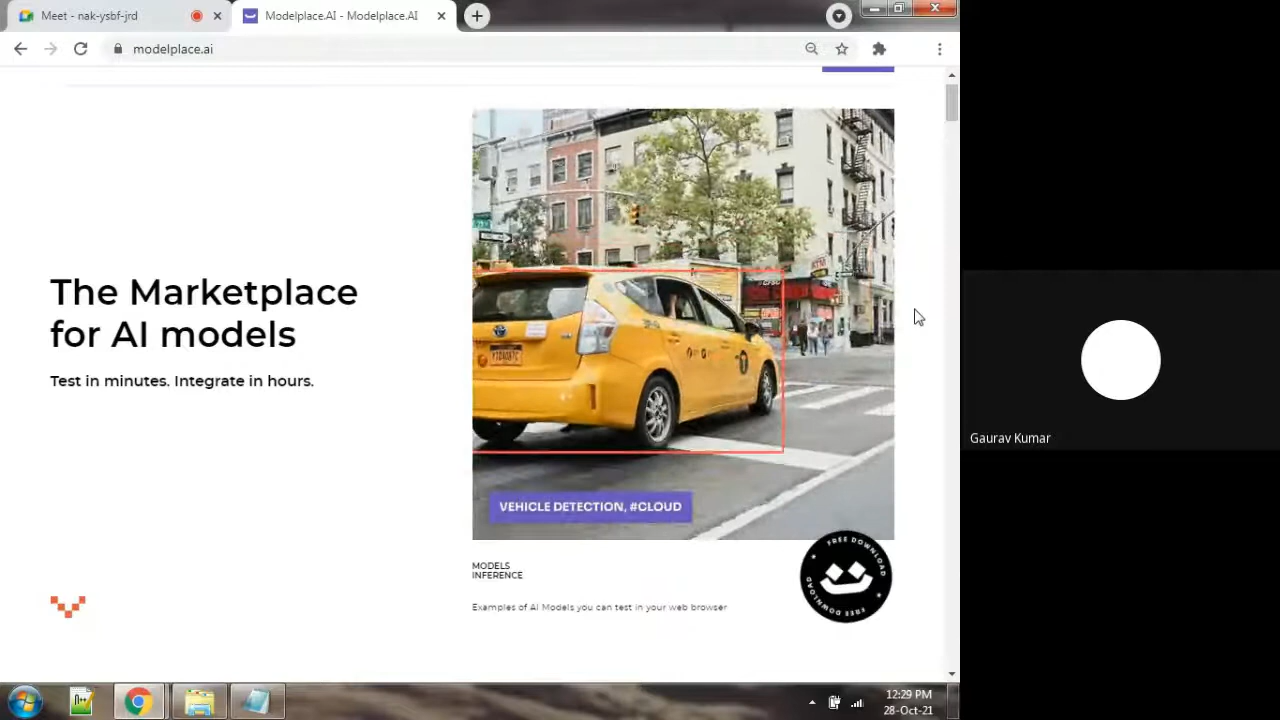 Meet - nak-ysbf-jrd
Modelplace.AI - Modelplace.AI
modelplace.ai
The Marketplace
for AI models
Test in minutes. Integrate in hours.
VEHICLE DETECTION, #CLOUD
MODELS
INFERENCE
Examples of AI Models you can test in your web browser
FREE DOWNLOAD
FREE DOWNLOAD
Gaurav Kumar
12:29 PM
28-Oct-21